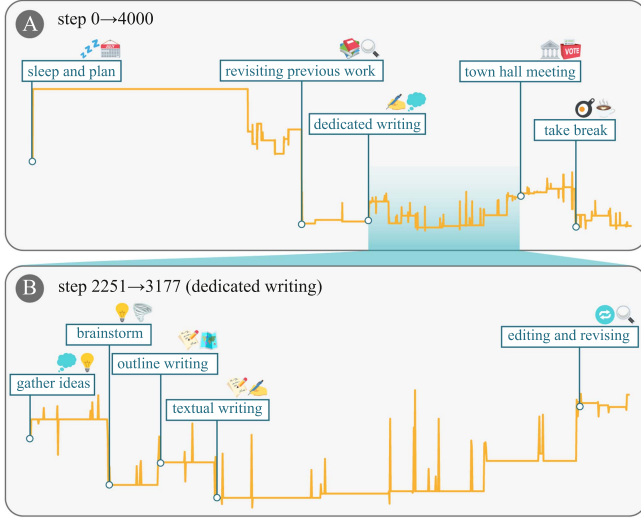 A
step 0→4000
sleep and plan
revisiting previous work
town hall meeting
dedicated writing
take break
B
step 2251→3177 (dedicated writing)
brainstorm
editing and revising
outline writing
gather ideas
textual writing